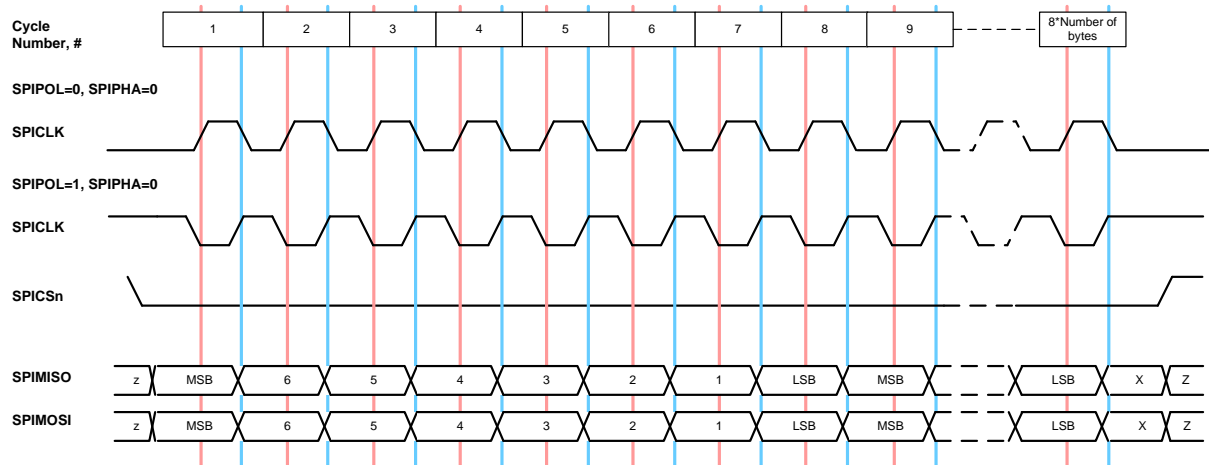 Cycle
Number, #
1 2 3 4 5 6 7 8 9
8*Number of
bytes
SPIPOL=0, SPIPHA=0
SPICLK
SPIPOL=1, SPIPHA=0
SPICLK
SPICSn
SPIMISO z MSB 6 5 4 3 2 1 LSB MSB LSB X Z
SPIMOSI z MSB 6 5 4 3 2 1 LSB MSB LSB X Z